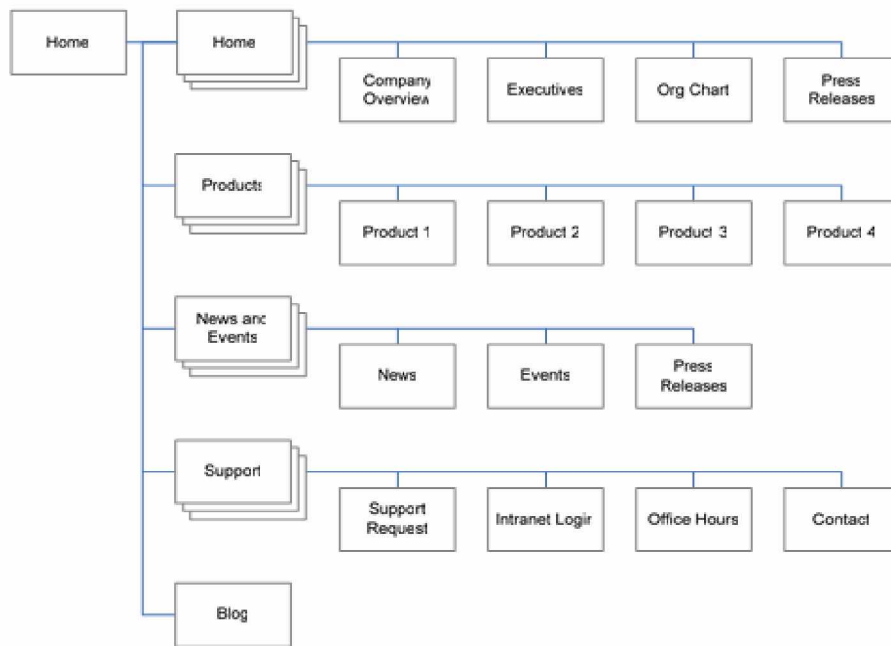 Home
Home
Company
Overview
Executives
Org Chart
Press
Releases
Products
Product 1
Product 2
Product 3
Product 4
News and
Events
News
Events
Press
Releases
Support
Support
Request
Intranet Login
Office Hours
Contact
Blog